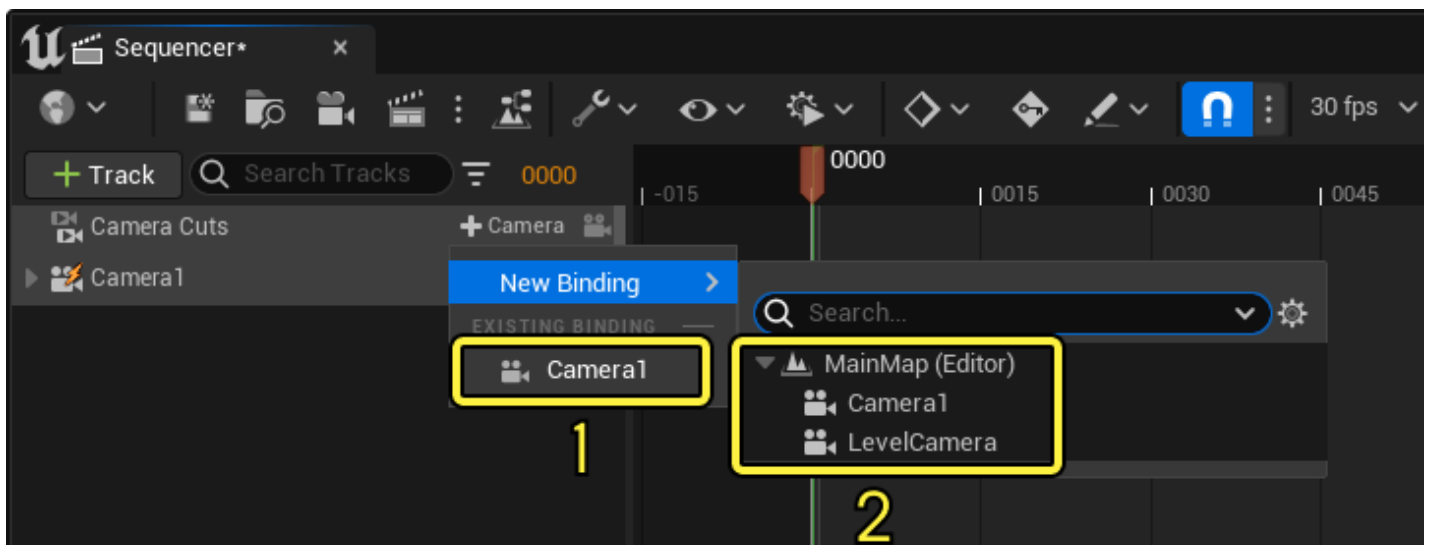 Sequencer*
30 fps
Track
Search Tracks
0000
0000
-015
0015
0030
0045
Camera Cuts
Camera
Camera1
New Binding
Search...
EXISTING BINDING
Camera1
MainMap (Editor)
Camera1
LevelCamera
1
2